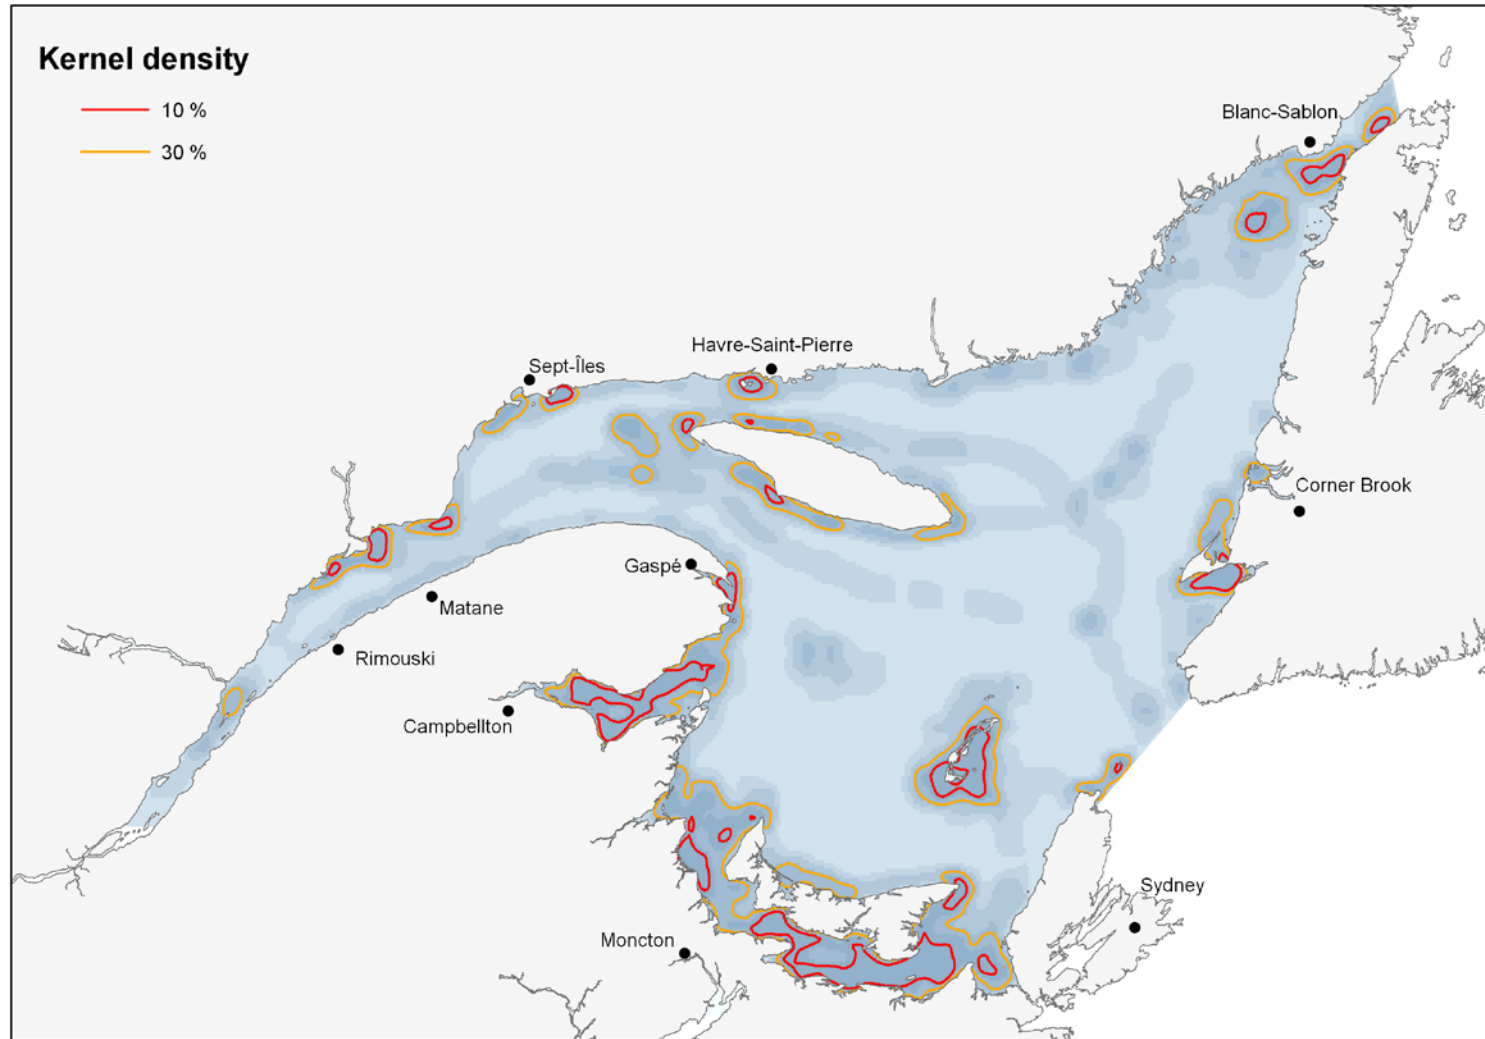 Kernel density
10 %
30 %
Blanc-Sablon
Havre-Saint-Pierre
Sept-Îles
Corner Brook
Gaspé
Matane
Rimouski
Campbellton
Sydney
Moncton